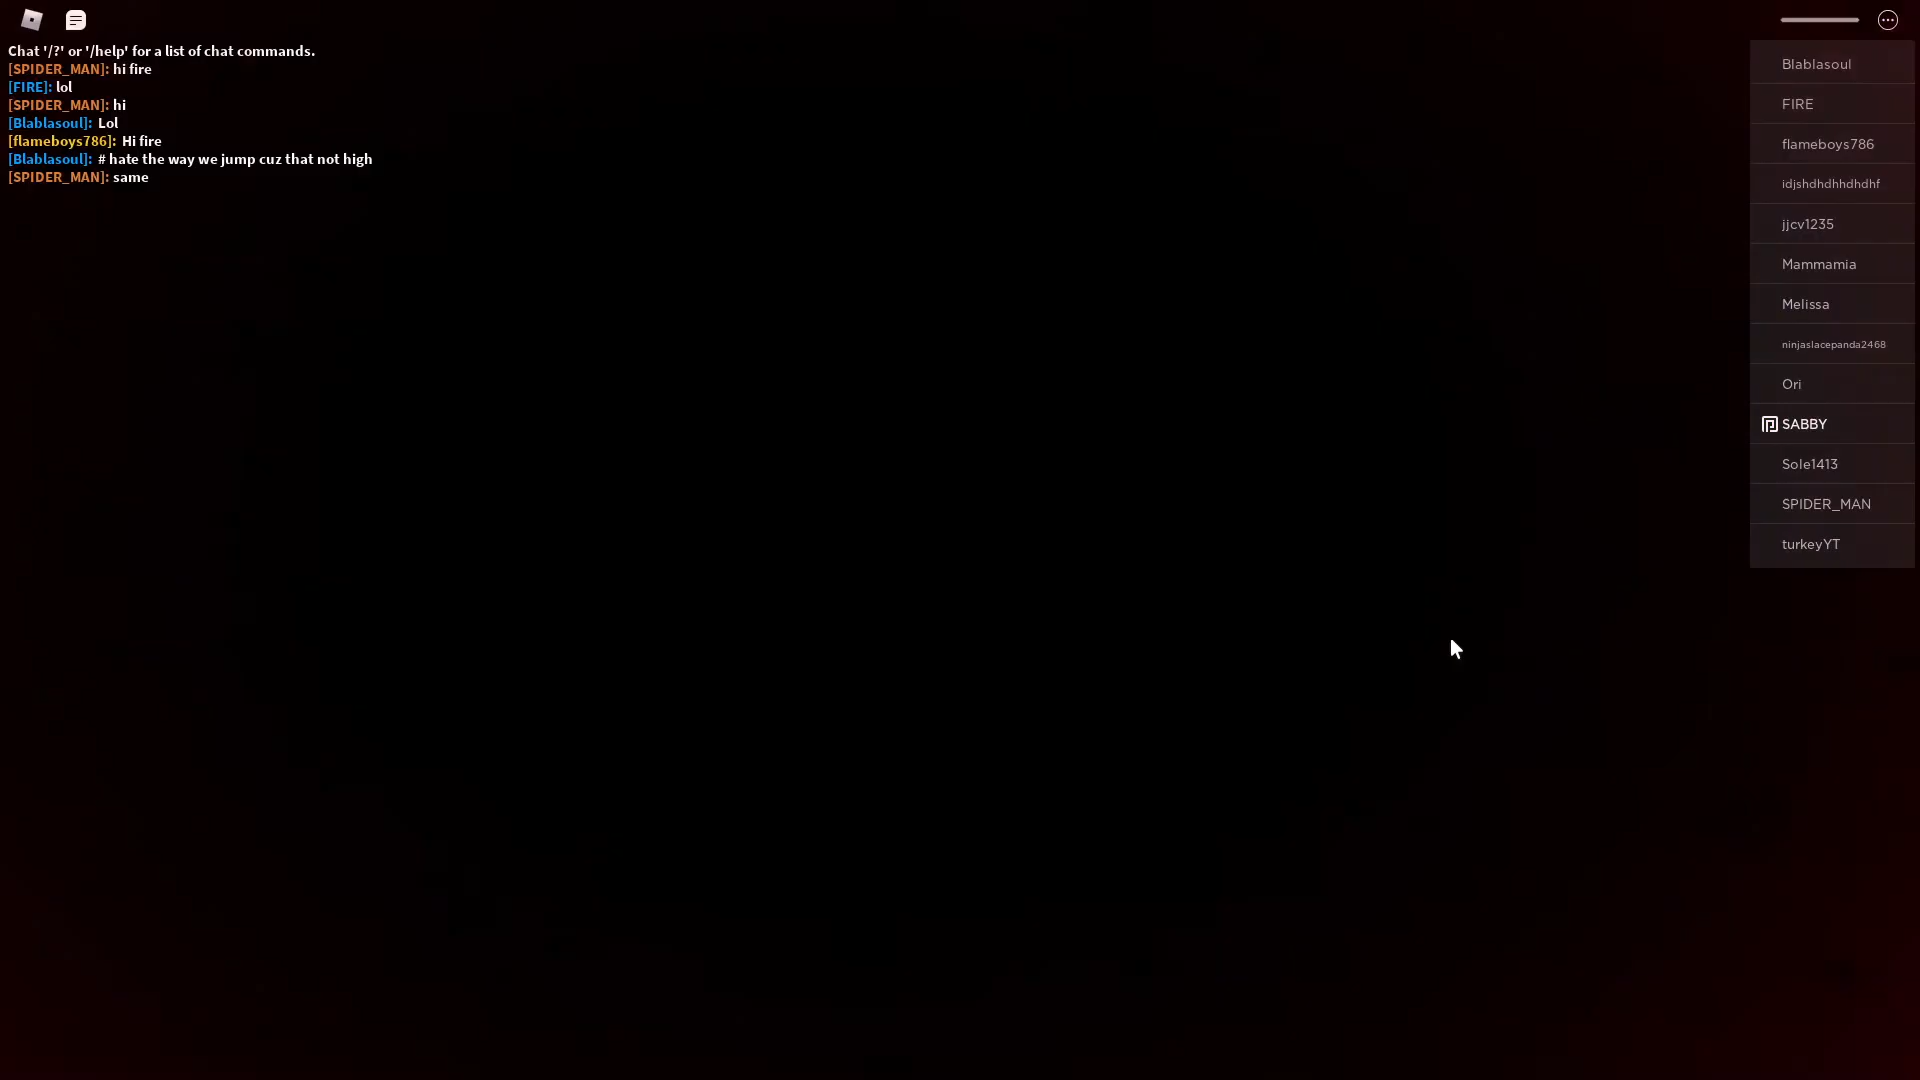 Chat '/?' or '/help' for a list of chat commands.
[SPIDER_MAN]: hi fire
[FIRE]: lol
[SPIDER_MAN]: hi
[Blablasoul]: Lol
[flameboys786]: Hi fire
[Blablasoul]: # hate the way we jump cuz that not high
[SPIDER_MAN]: same
Blablasoul
FIRE
flameboys786
idjshdhdhhdhdhf
jjcv1235
Mammamia
Melissa
ninjaslacepanda2468
Ori
SABBY
Sole1413
SPIDER_MAN
turkeyYT